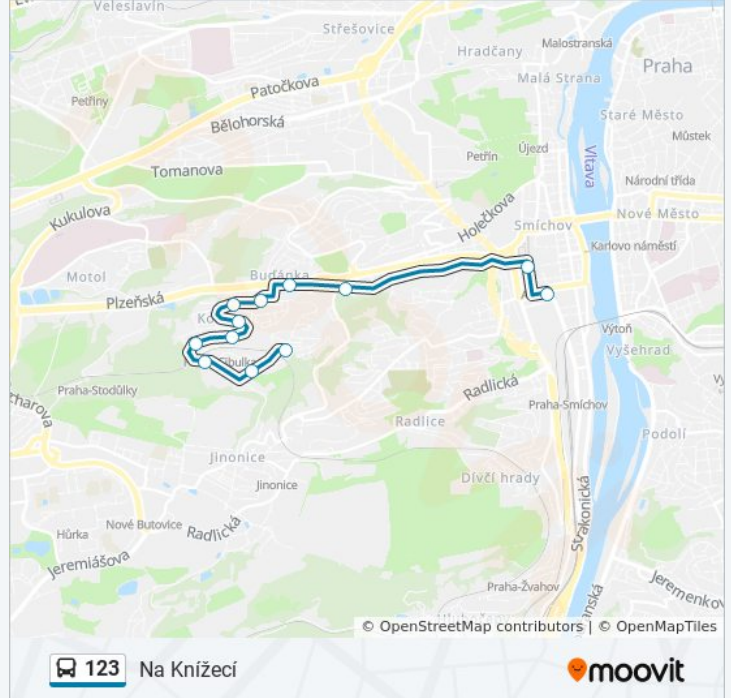 Veleslavín
Střešovice
Hradčany
Malostranská
Praha
Malá Strana
Patočkova
Petřiny
Bělohorská
Staré Město
Můstek
Újezd
Petřín
Vltava
Tomanova
Národní třída
Kukulova
Holečkova
Nové Město
Smíchov
Karlovo náměstí
Motol
Budánka
Plzeňská
Výtoň
Vyšehrad
Cibulka
Praha-Stodůlky
Radlická
Praha-Smíchov
Radlice
Podolí
Jinonice
Dívčí hrady
Jinonice
Strakonická
Nové Butovice
Radlická
Hůrka
Jeremiášova
Praha-Žvahov
© OpenStreetMap contributors | © OpenMapTiles
123 Na Knížecí
moovit